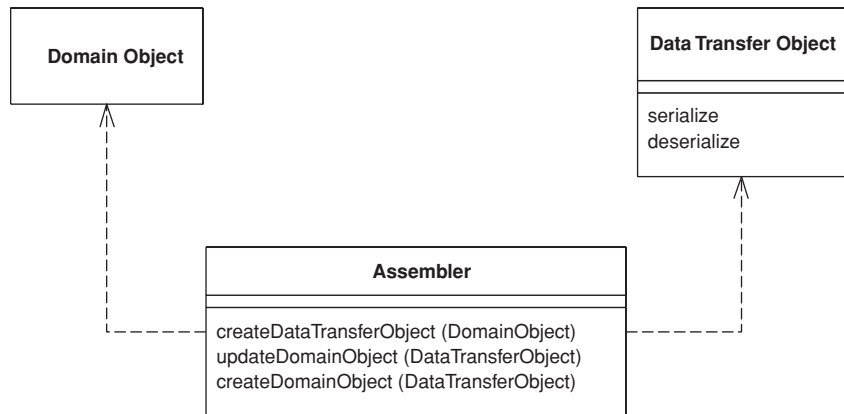 Domain Object
Data Transfer Object
serialize
deserialize
Assembler
createDataTransferObject (DomainObject)
updateDomainObject (DataTransferObject)
createDomainObject (DataTransferObject)